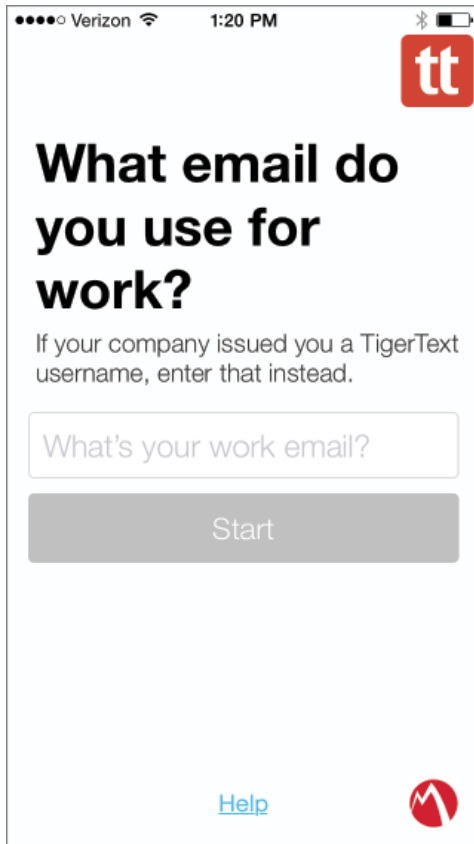 Verizon 1:20 PM
tt
What email do
you use for
work?
If your company issued you a TigerText
username, enter that instead.
What's your work email?
Start
Help